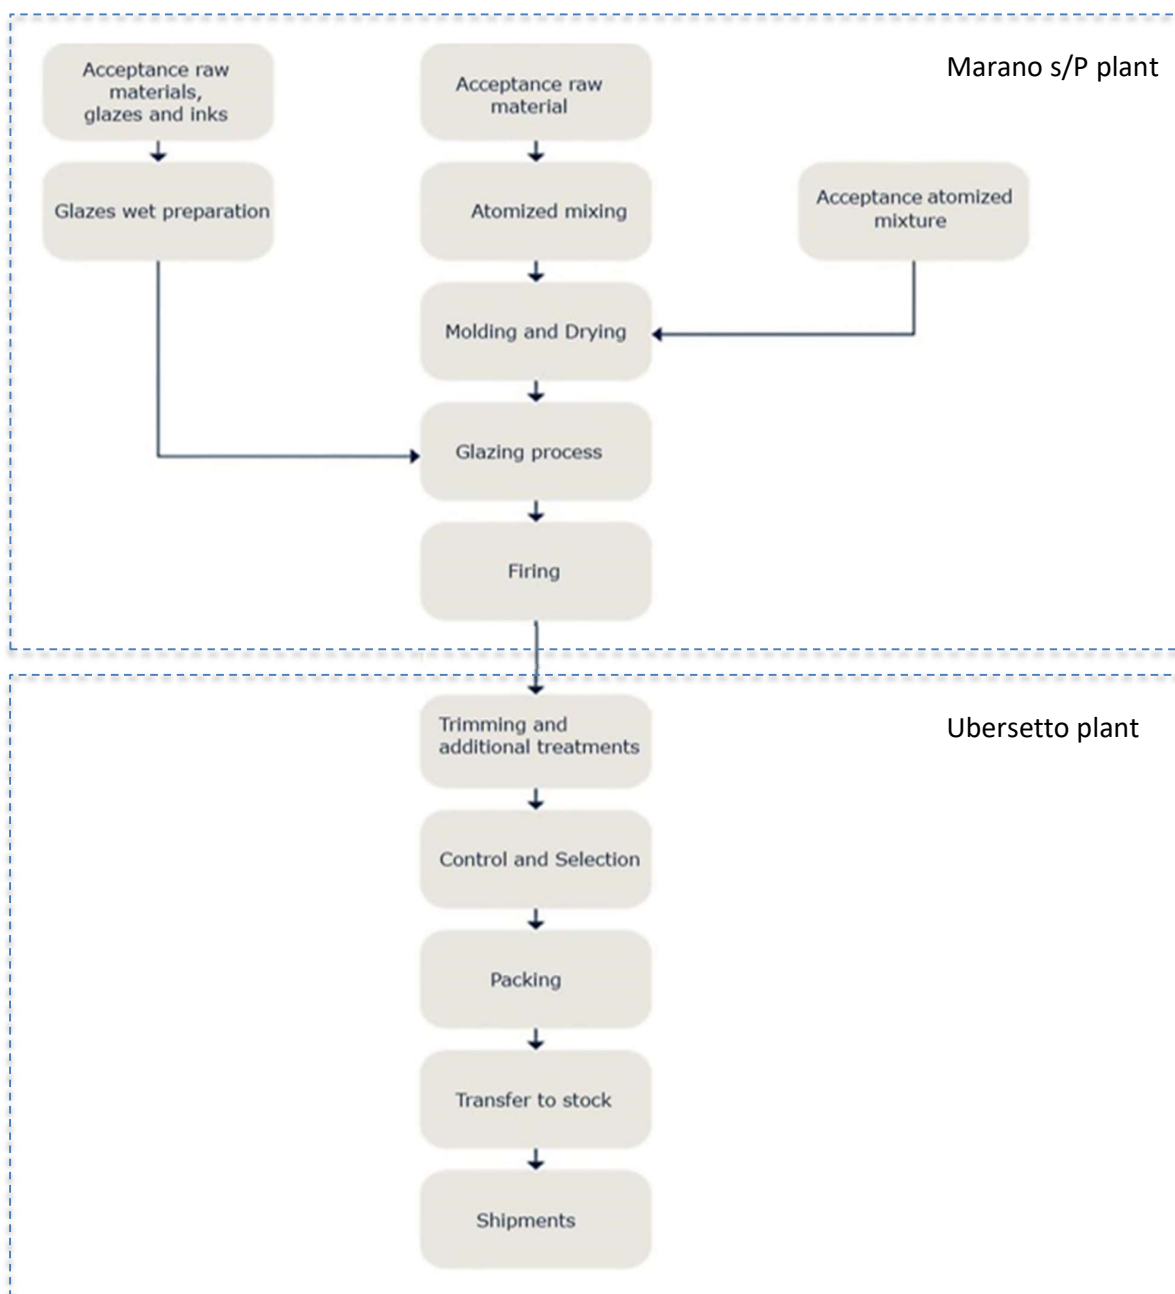 Marano s/P plant
Acceptance raw
materials,
glazes and inks
Acceptance raw
material
Glazes wet preparation
Atomized mixing
Acceptance atomized
mixture
Molding and Drying
Glazing process
Firing
Ubersetto plant
Trimming and
additional treatments
Control and Selection
Packing
Transfer to stock
Shipments